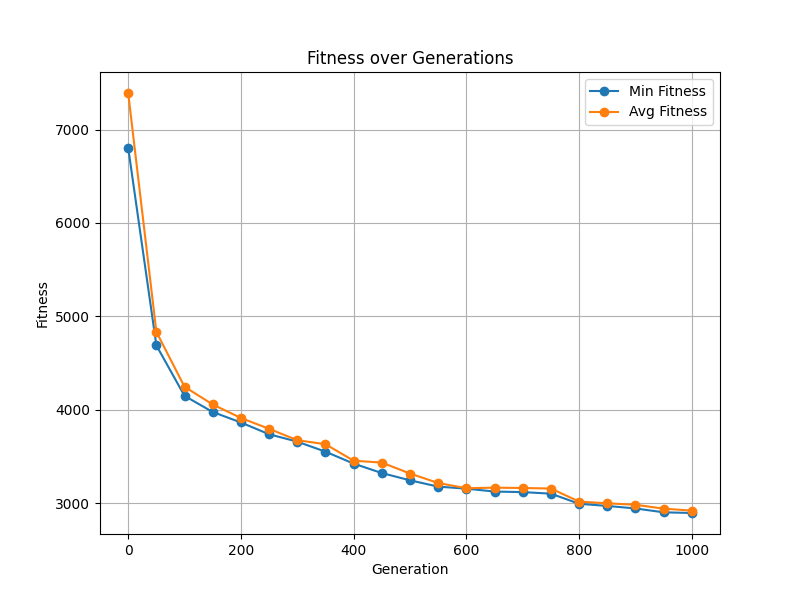 Fitness over Generations
Min Fitness
Avg Fitness
7000
6000
5000
4000
3000
Fitness
0 200 400 600 800 1000
Generation